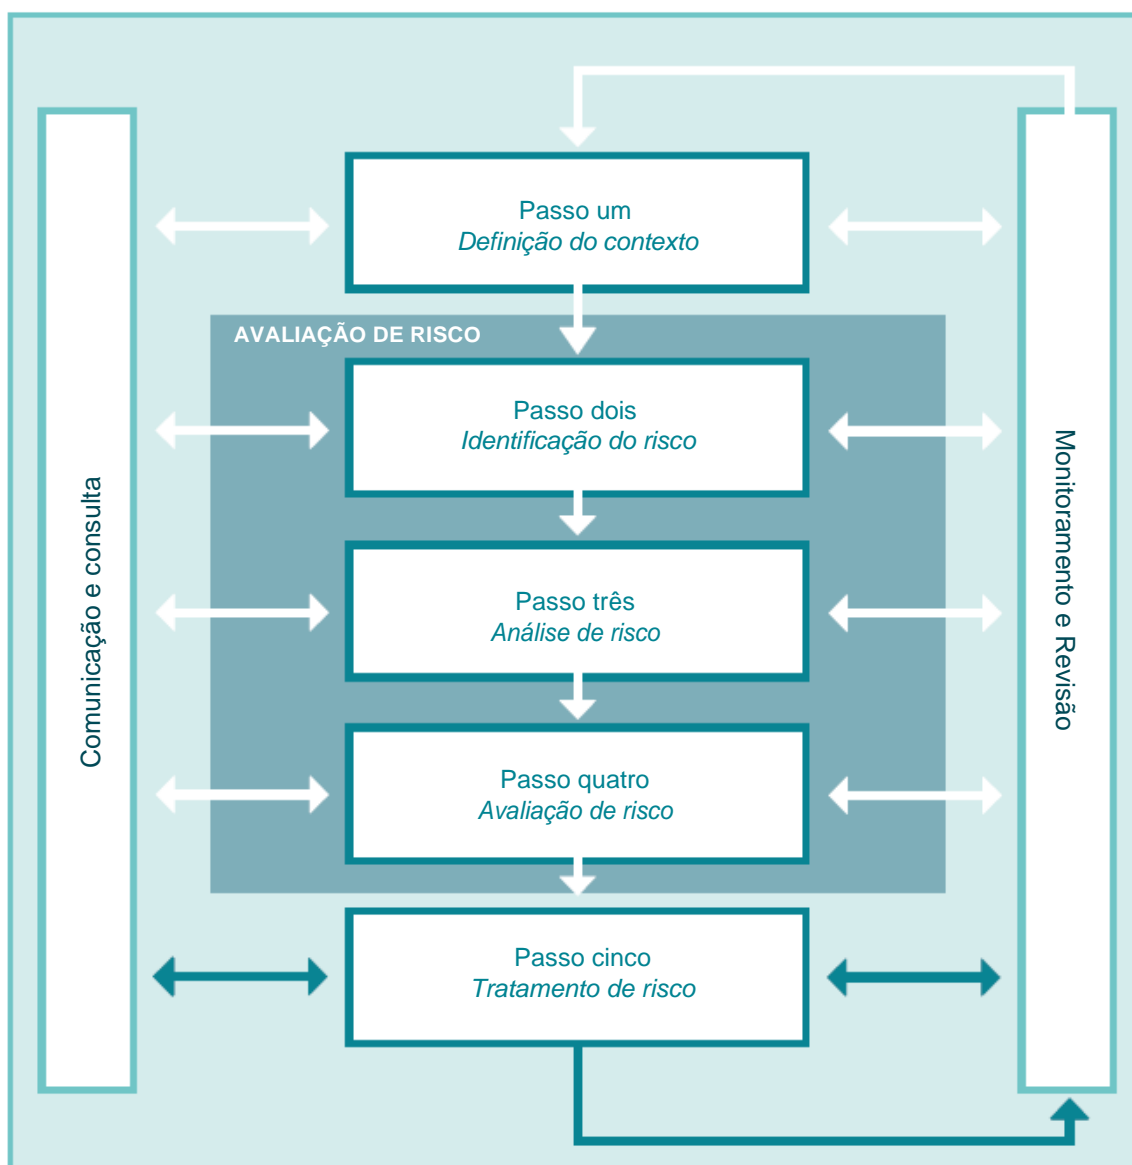 Passo um
Definição do contexto
AVALIAÇÃO DE RISCO
Passo dois
Identificação do risco
Passo três
Análise de risco
Passo quatro
Avaliação de risco
Passo cinco
Tratamento de risco
Comunicação e consulta
Monitoramento e Revisão